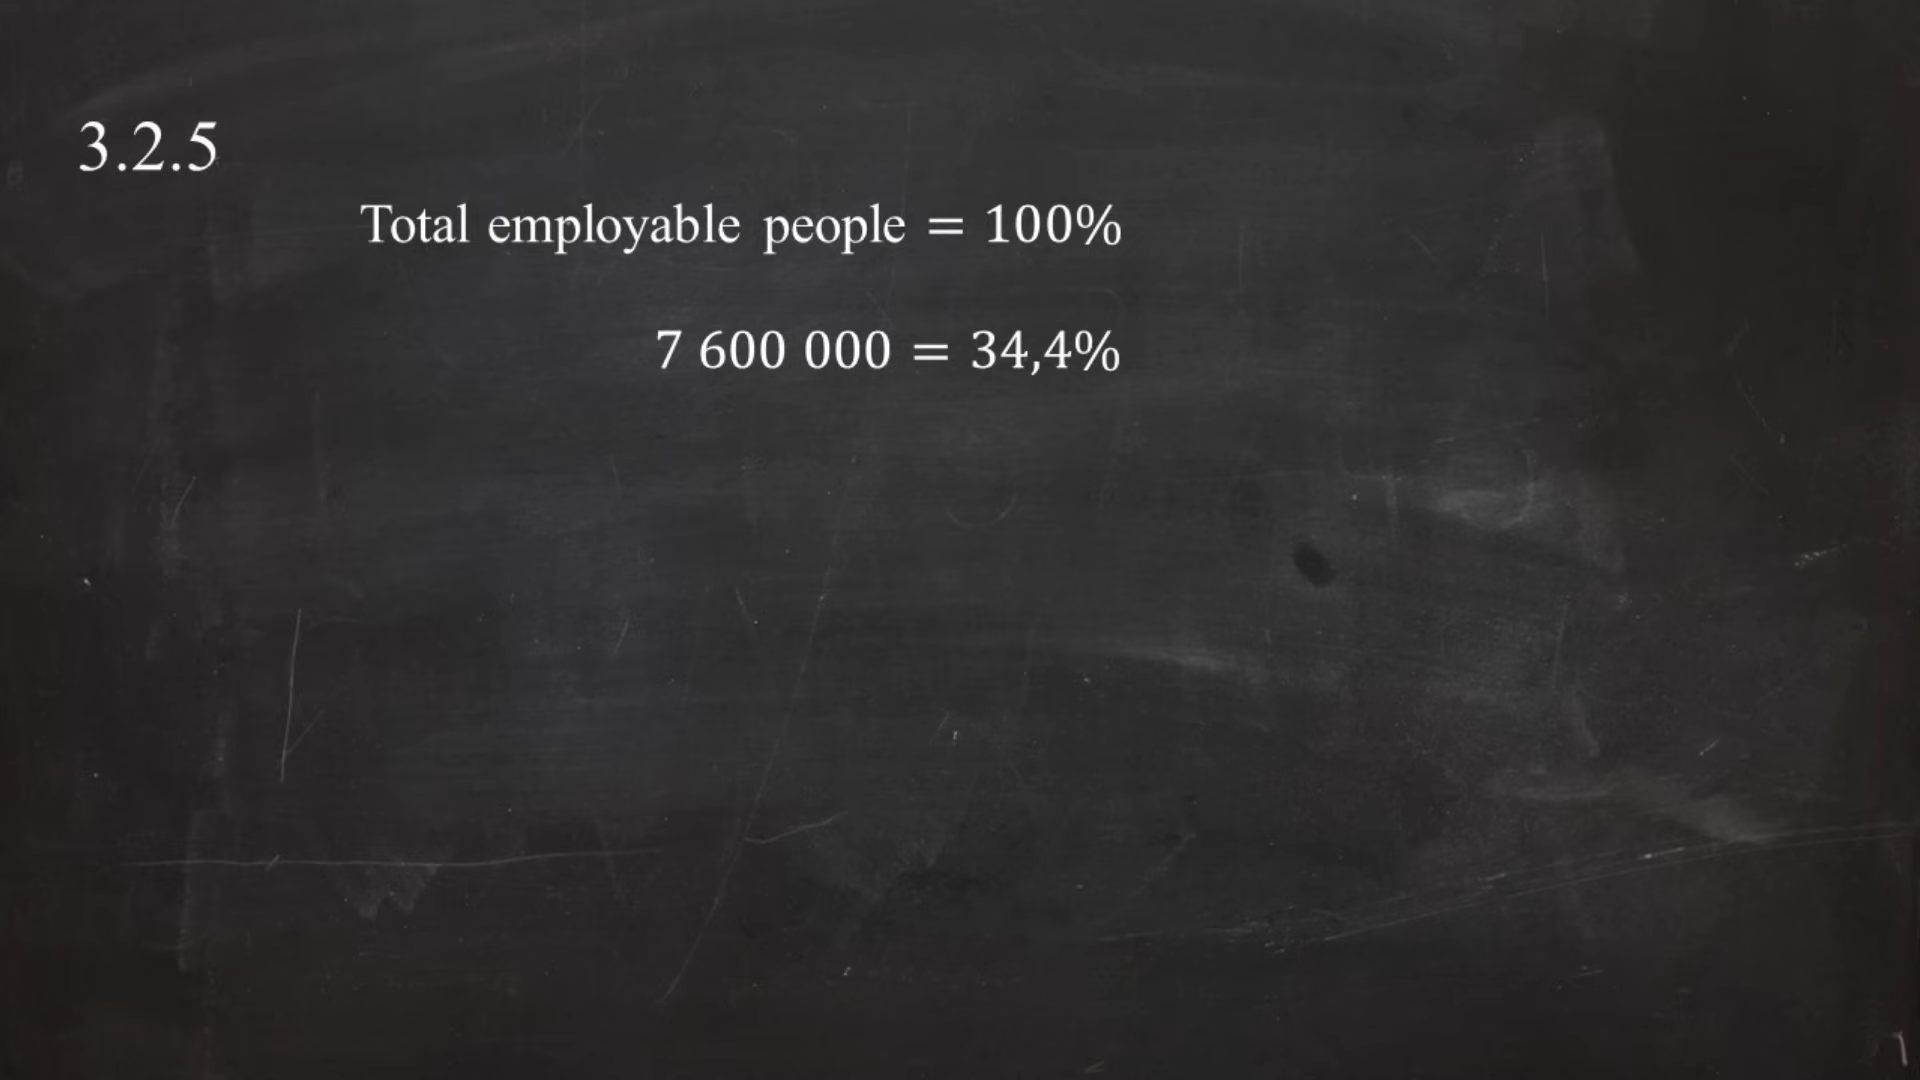 3.2.5
Total employable people = 100%
7 600 000 = 34,4%